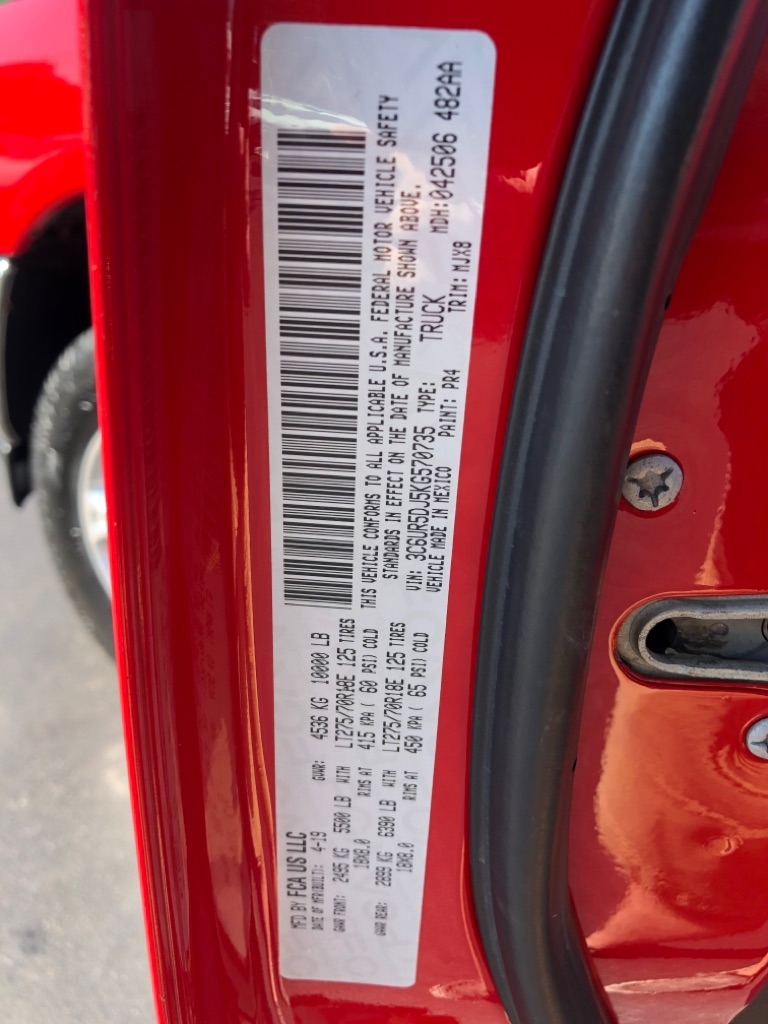 MFD BY FCA US LLC
DATE OF MFR(BUILT): 4-19 GVWR: 4536 KG 10000 LB
GAWR FRONT: 2495 KG 5500 LB WITH LT275/70R18E 125 TIRES
18X8.0 RIMS AT 415 KPA ( 60 PSI) COLD
GAWR REAR: 2899 KG 6390 LB WITH LT275/70R18E 125 TIRES
18X8.0 RIMS AT 450 KPA ( 65 PSI) COLD
THIS VEHICLE CONFORMS TO ALL APPLICABLE U.S.A. FEDERAL MOTOR VEHICLE SAFETY
STANDARDS IN EFFECT ON THE DATE OF MANUFACTURE SHOWN ABOVE.
VIN: 3C6UR5DJ5KG570735 TYPE: TRUCK MDH:042506 482AA
VEHICLE MADE IN MEXICO PAINT: PR4 TRIM: MJX8